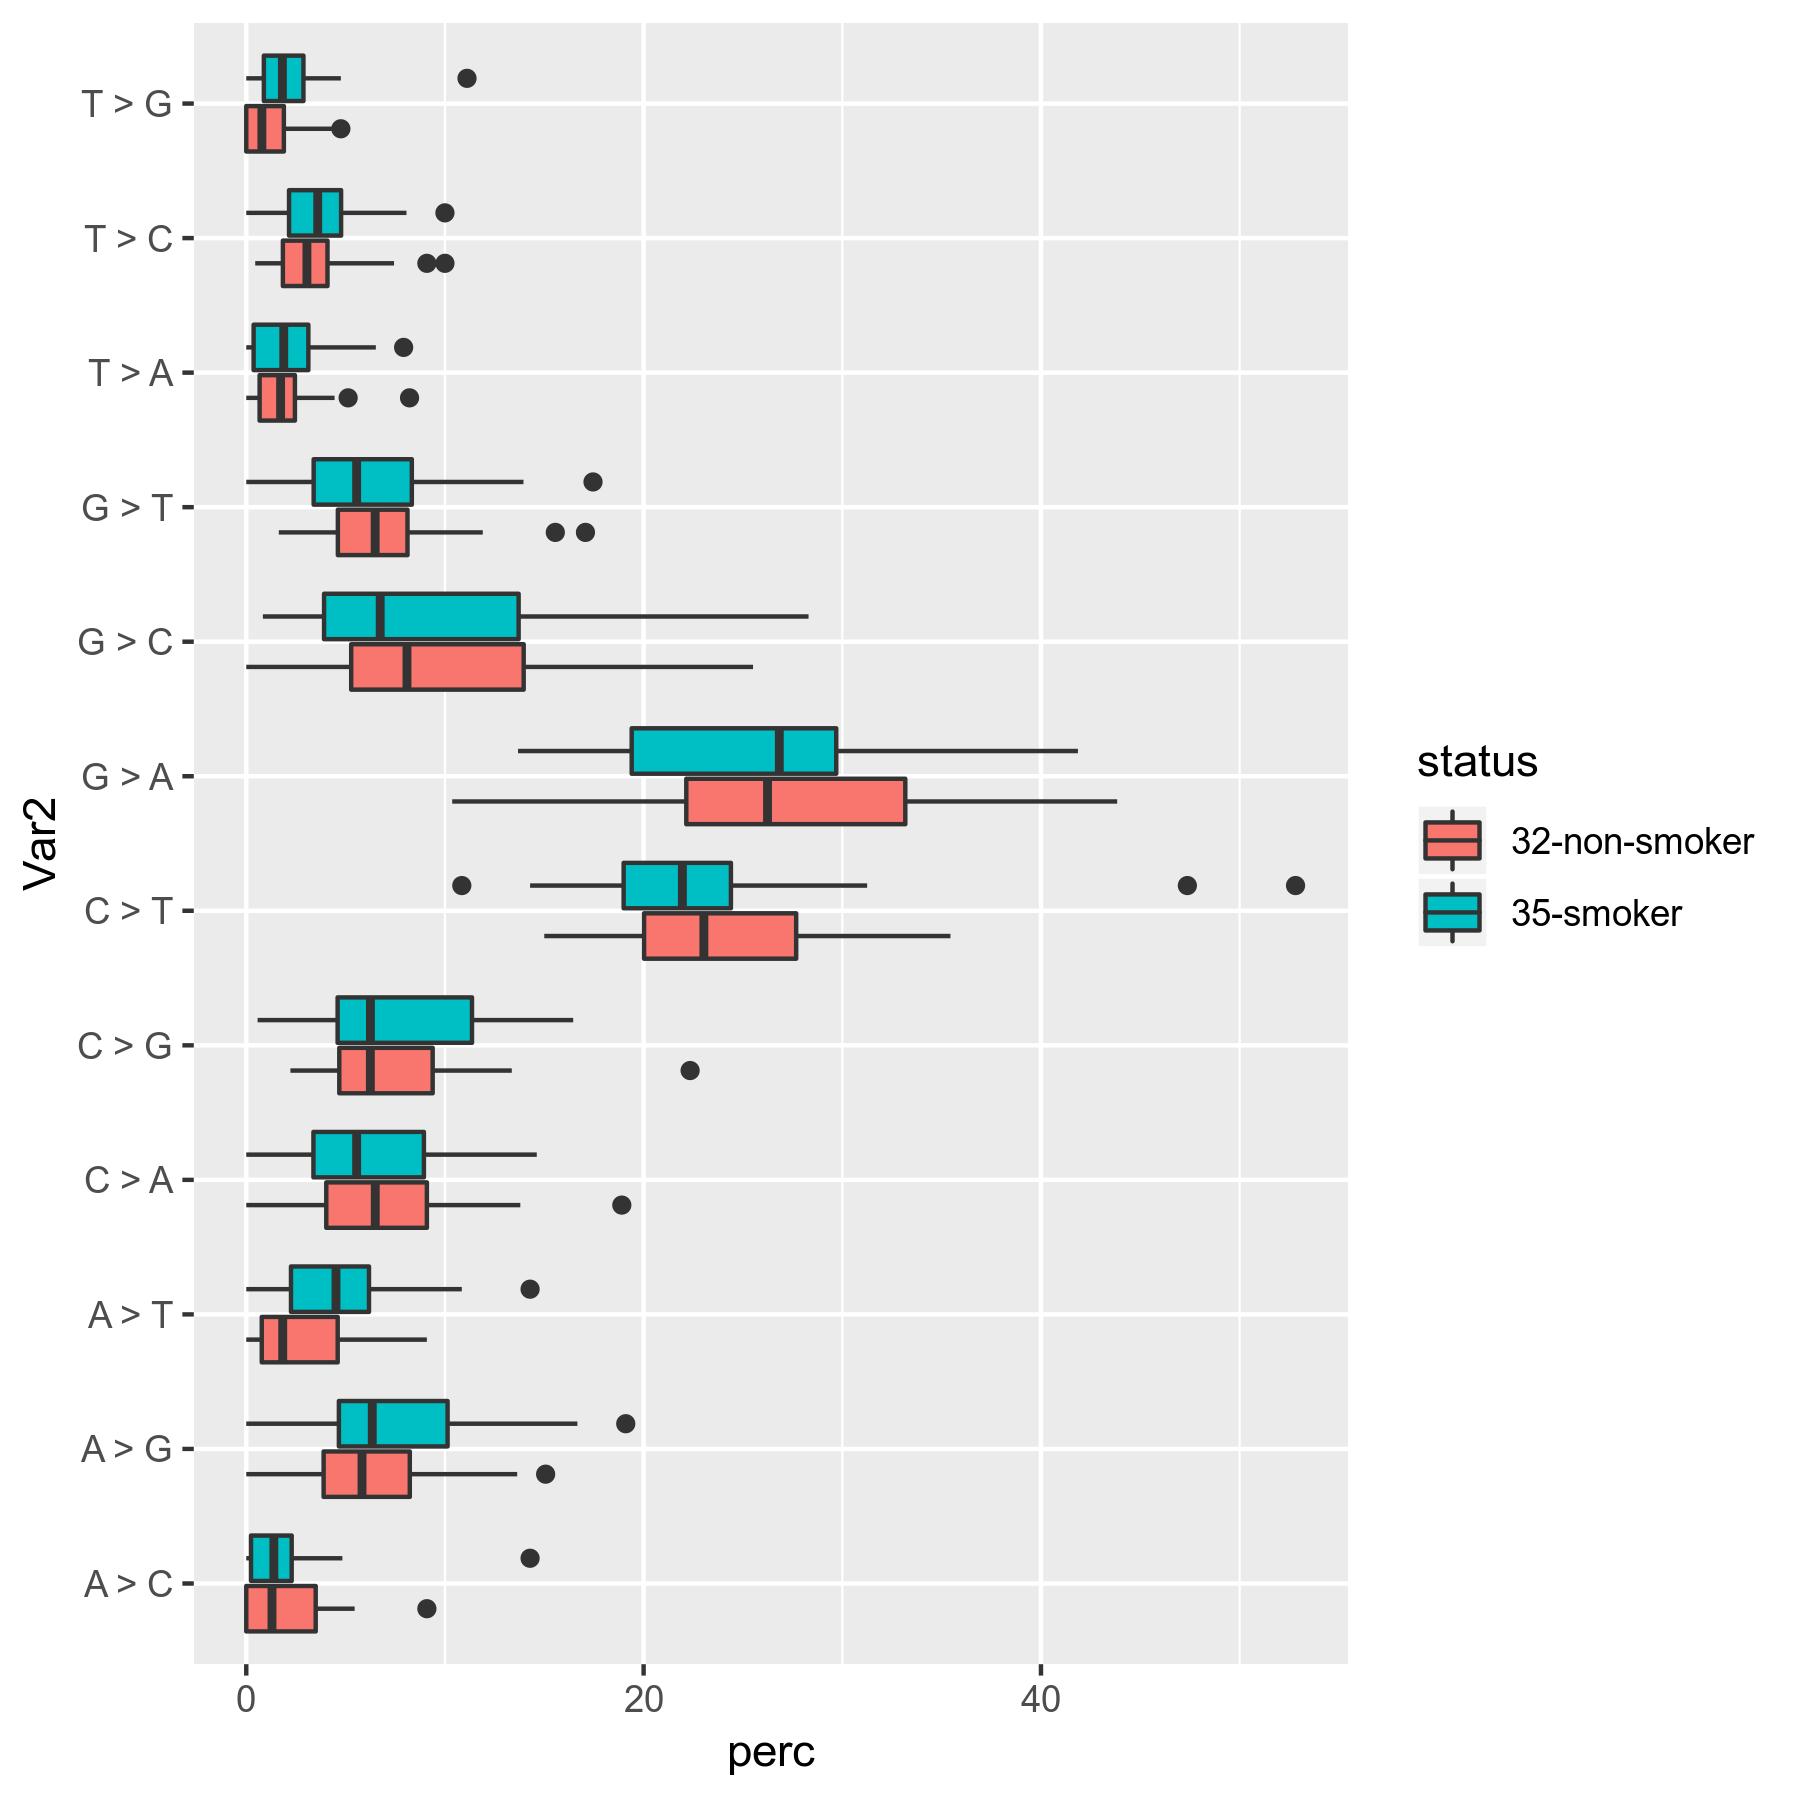 T > G
T > C
T > A
G > T
G > C
G > A
C > T
C > G
C > A
A > T
A > G
A > C
Var2
0
20
40
perc
status
32-non-smoker
35-smoker